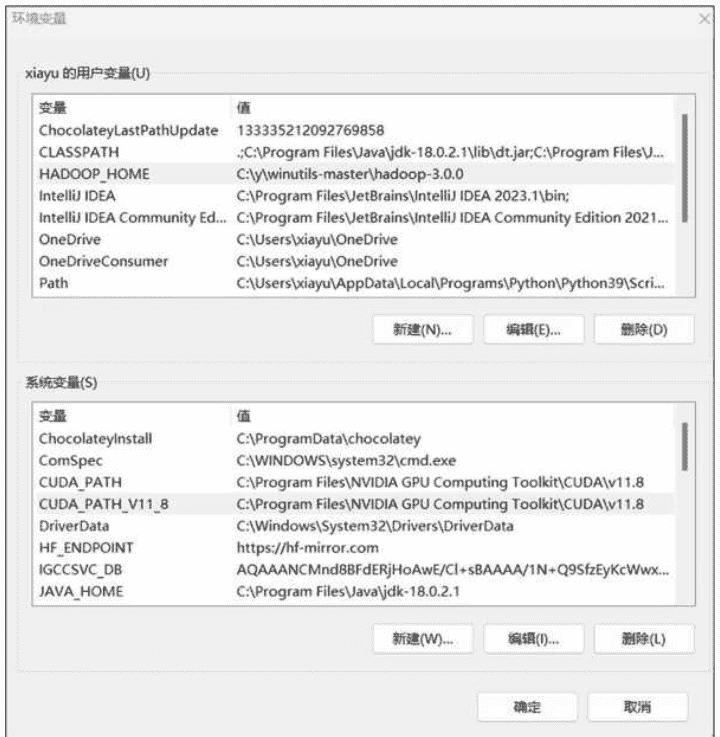 环境变量
xiayu 的用户变量(U)
变量 值
ChocolateyLastPathUpdate 133335212092769858
CLASSPATH .;C:\Program Files\Java\jdk-18.0.2.1\lib\dt.jar;C:\Program Files\J...
HADOOP_HOME C:\y\winutils-master\hadoop-3.0.0
IntelliJ IDEA C:\Program Files\JetBrains\IntelliJ IDEA 2023.1\bin;
IntelliJ IDEA Community Ed... C:\Program Files\JetBrains\IntelliJ IDEA Community Edition 2021...
OneDrive C:\Users\xiayu\OneDrive
OneDriveConsumer C:\Users\xiayu\OneDrive
Path C:\Users\xiayu\AppData\Local\Programs\Python\Python39\Scri...
新建(N)... 编辑(E)... 删除(D)
系统变量(S)
变量 值
ChocolateyInstall C:\ProgramData\chocolatey
ComSpec C:\WINDOWS\system32\cmd.exe
CUDA_PATH C:\Program Files\NVIDIA GPU Computing Toolkit\CUDA\v11.8
CUDA_PATH_V11_8 C:\Program Files\NVIDIA GPU Computing Toolkit\CUDA\v11.8
DriverData C:\Windows\System32\Drivers\DriverData
HF_ENDPOINT https://hf-mirror.com
IGCCSVC_DB AQAAANCMnd8BFdERjHoAwE/Cl+sBAAAA/1N+Q9SfzEyKcWwx...
JAVA_HOME C:\Program Files\Java\jdk-18.0.2.1
新建(W)... 编辑(I)... 删除(L)
确定 取消